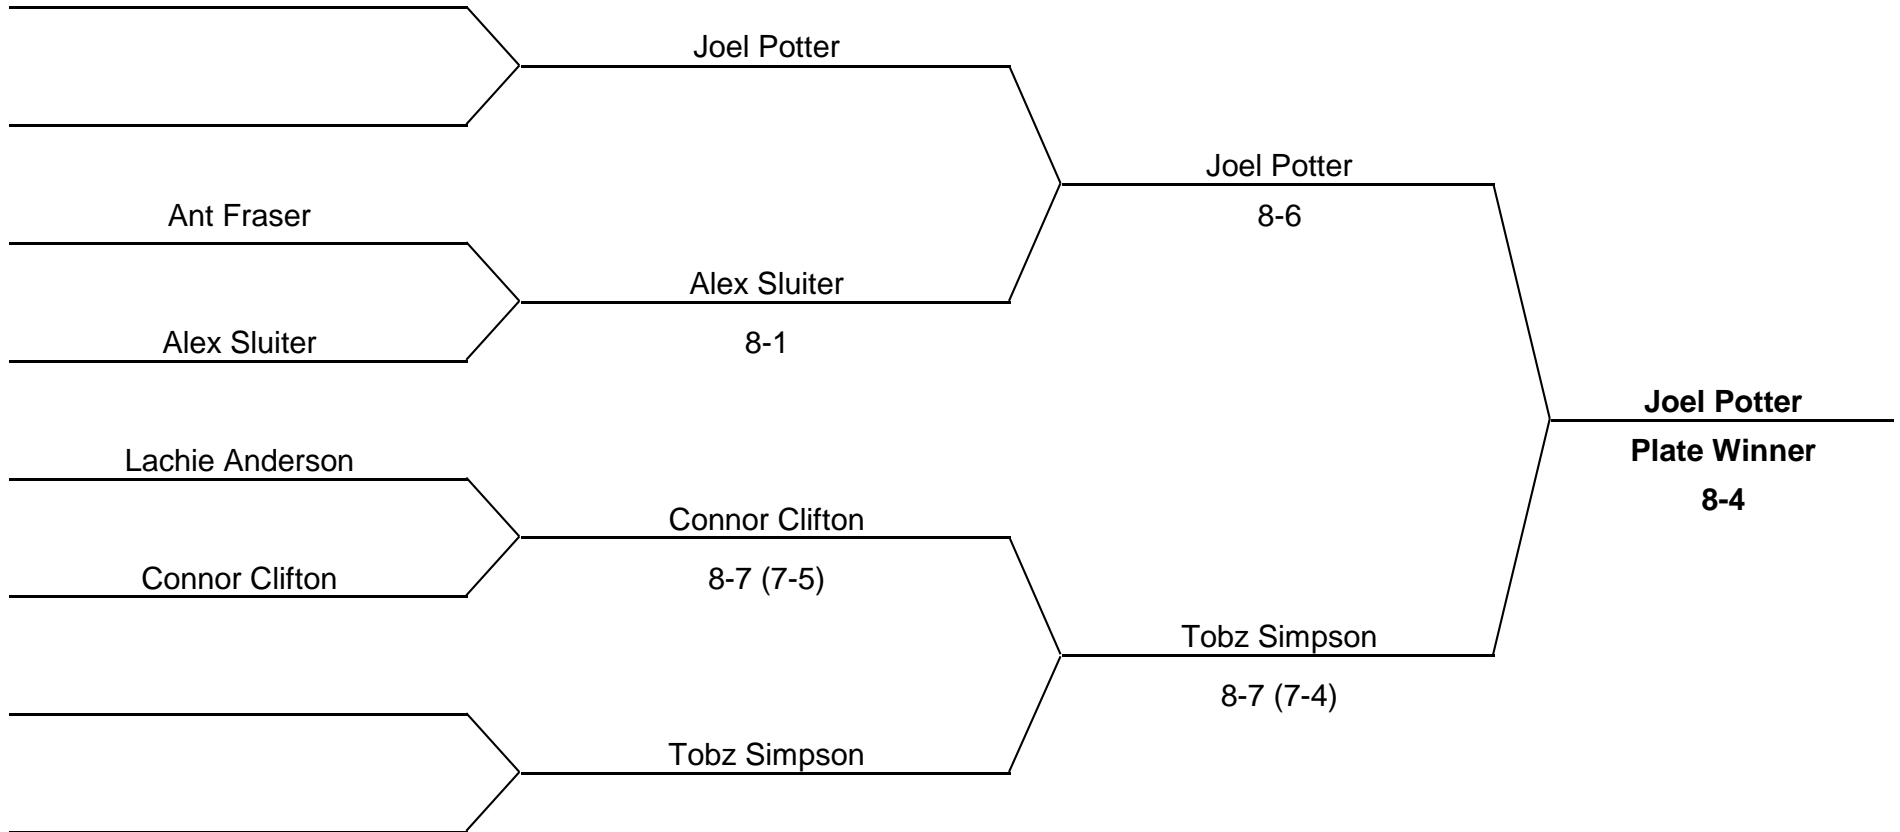 Joel Potter
Joel Potter
Ant Fraser
8-6
Alex Sluiter
Alex Sluiter
8-1
Joel Potter
Plate Winner
Lachie Anderson
8-4
Connor Clifton
Connor Clifton
8-7 (7-5)
Tobz Simpson
8-7 (7-4)
Tobz Simpson